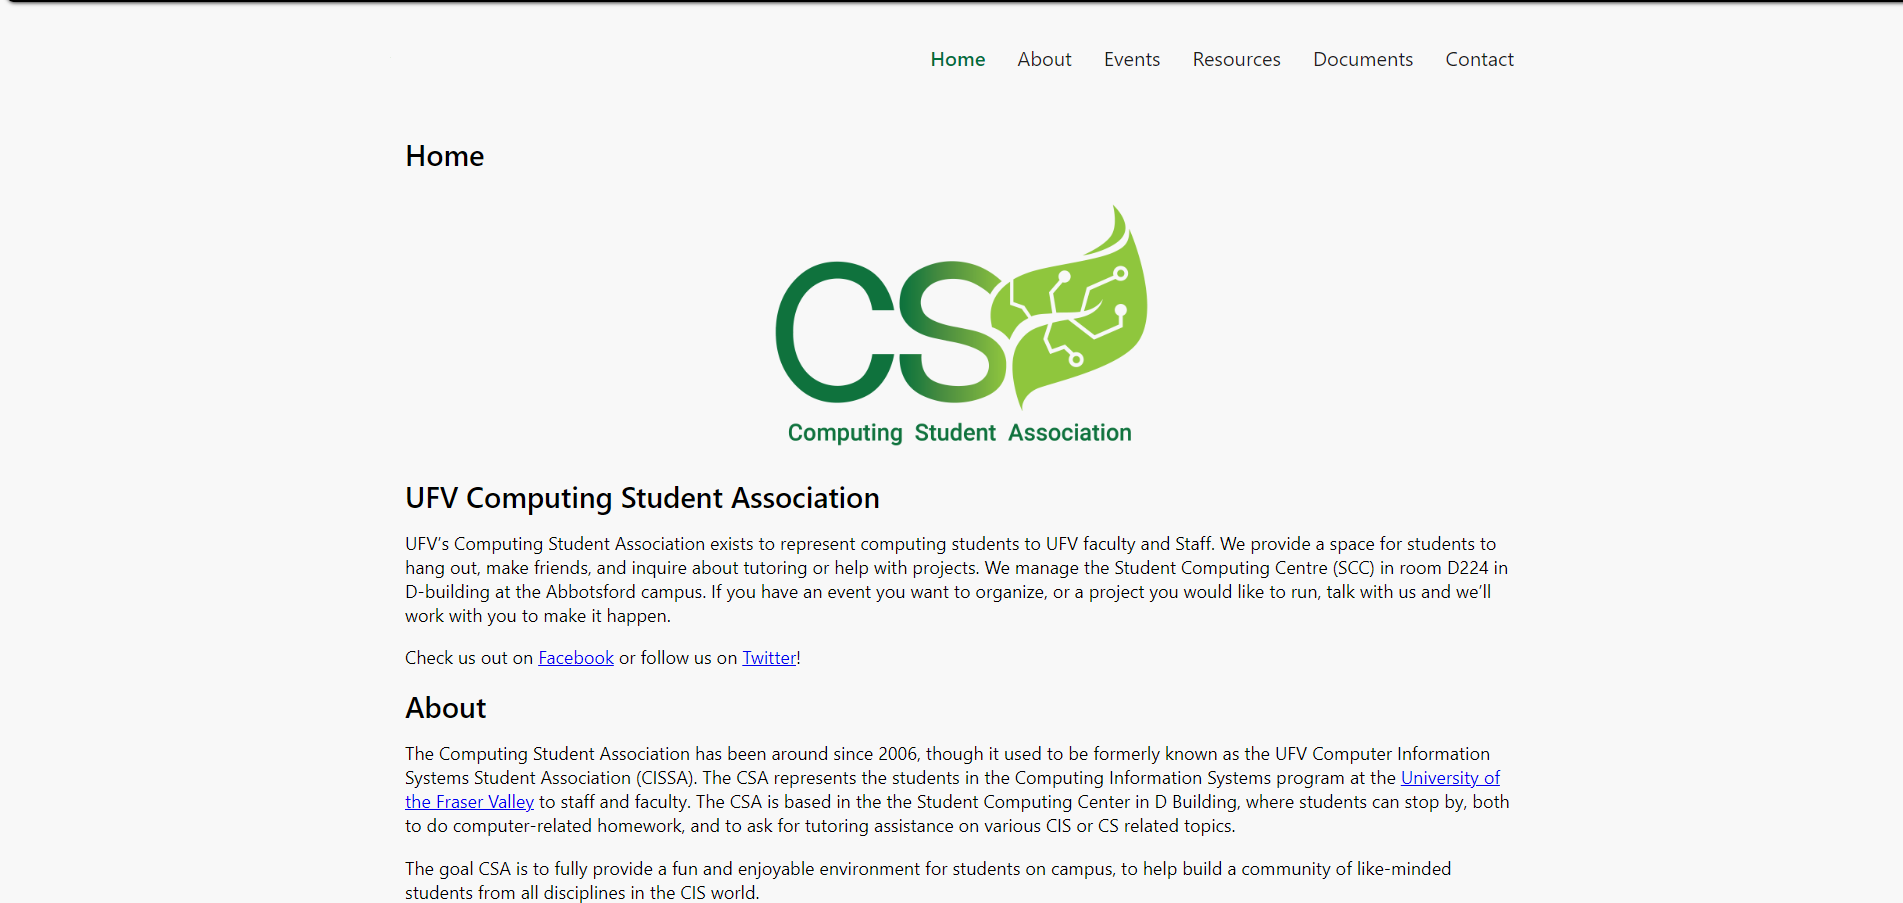 Home About Events Resources Documents Contact
Home
CS
Computing Student Association
UFV Computing Student Association
UFV’s Computing Student Association exists to represent computing students to UFV faculty and Staff. We provide a space for students to
hang out, make friends, and inquire about tutoring or help with projects. We manage the Student Computing Centre (SCC) in room D224 in
D-building at the Abbotsford campus. If you have an event you want to organize, or a project you would like to run, talk with us and we’ll
work with you to make it happen.
Check us out on Facebook or follow us on Twitter!
About
The Computing Student Association has been around since 2006, though it used to be formerly known as the UFV Computer Information
Systems Student Association (CISSA). The CSA represents the students in the Computing Information Systems program at the University of
the Fraser Valley to staff and faculty. The CSA is based in the the Student Computing Center in D Building, where students can stop by, both
to do computer-related homework, and to ask for tutoring assistance on various CIS or CS related topics.
The goal CSA is to fully provide a fun and enjoyable environment for students on campus, to help build a community of like-minded
students from all disciplines in the CIS world.